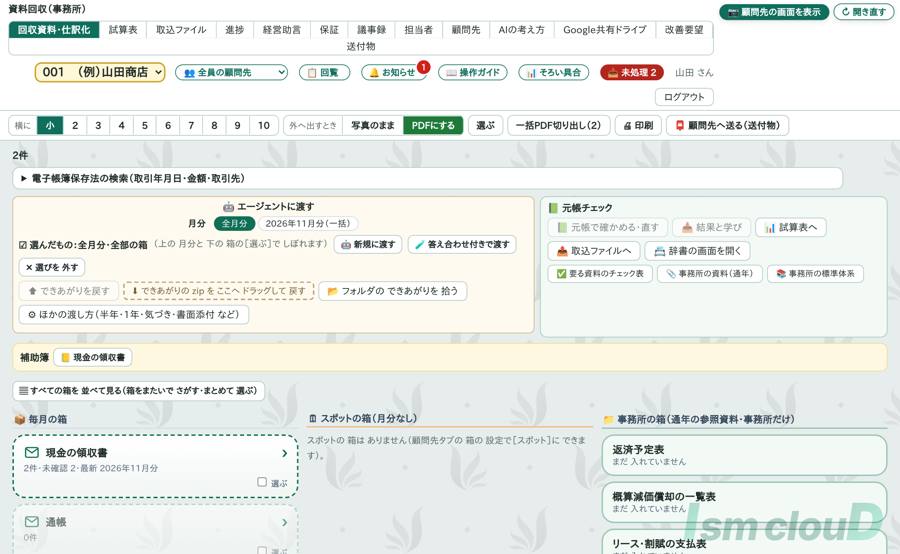 資料回収（事務所）
📷 顧客先の画面を表示 ↻ 開き直す
回収資料・仕訳化 試算表 取込ファイル 進捗 経営助言 保証 議事録 担当者 顧問先 AIの考え方 Google共有ドライブ 改善要望
送付物
001 （例）山田商店 全員の顧問先 回覧 お知らせ 1 操作ガイド そろい具合 未処理 2 山田 さん
ログアウト
横に 小 2 3 4 5 6 7 8 9 10 外へ出すとき 写真のまま PDFにする 選ぶ 一括PDF切り出し（2） 印刷 顧問先へ送る（送付物）
2件
▶ 電子帳簿保存法の検索（取引年月日・金額・取引先）
エージェントに渡す
月分 全月分 2026年11月分（一括）
☑ 選んだもの：全月分・全部の箱 （上の 月分と 下の 箱の［選ぶ］で しぼれます） 新規に渡す 答え合わせ付きで渡す
× 選びを 外す
できあがりを戻す ⬇ できあがりの zip を ここへ ドラッグして 戻す フォルダの できあがりを 拾う
⚙ ほかの渡し方（半年・1年・気づき・書面添付 など）
元帳チェック
元帳で確かめる・直す 結果と学び 試算表へ
取込ファイルへ 辞書の画面を開く
要る資料のチェック表 事務所の資料（通年） 事務所の標準体系
補助簿 現金の領収書
すべての箱を 並べて見る（箱をまたいで さがす・まとめて 選ぶ）
毎月の箱
現金の領収書 ›
2件・未確認 2・最新 2026年11月分
選ぶ
通帳 ›
0件
選ぶ
スポットの箱（月分なし）
スポットの 箱は ありません（顧問先タブの 箱の 設定で［スポット］に できま
す）。
事務所の箱（通年の参照資料・事務所だけ）
返済予定表
まだ 入れていません
概算減価償却の一覧表
まだ 入れていません
リース・割賦の支払表
まだ 入れていません
Ism clouD